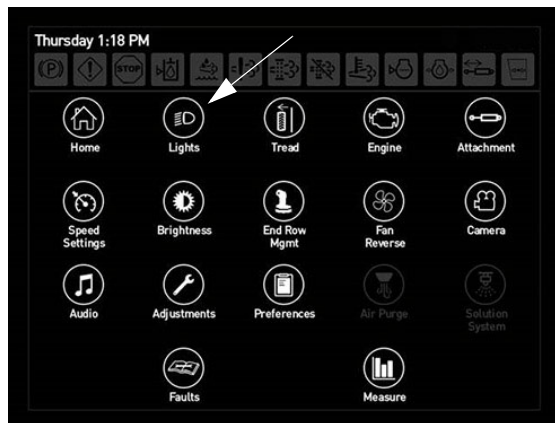 Thursday 1:18 PM
STOP
Home
Lights
Tread
Engine
Attachment
Speed
Settings
Brightness
End Row
Mgmt
Fan
Reverse
Camera
Audio
Adjustments
Preferences
Air Purge
Solution
System
Faults
Measure